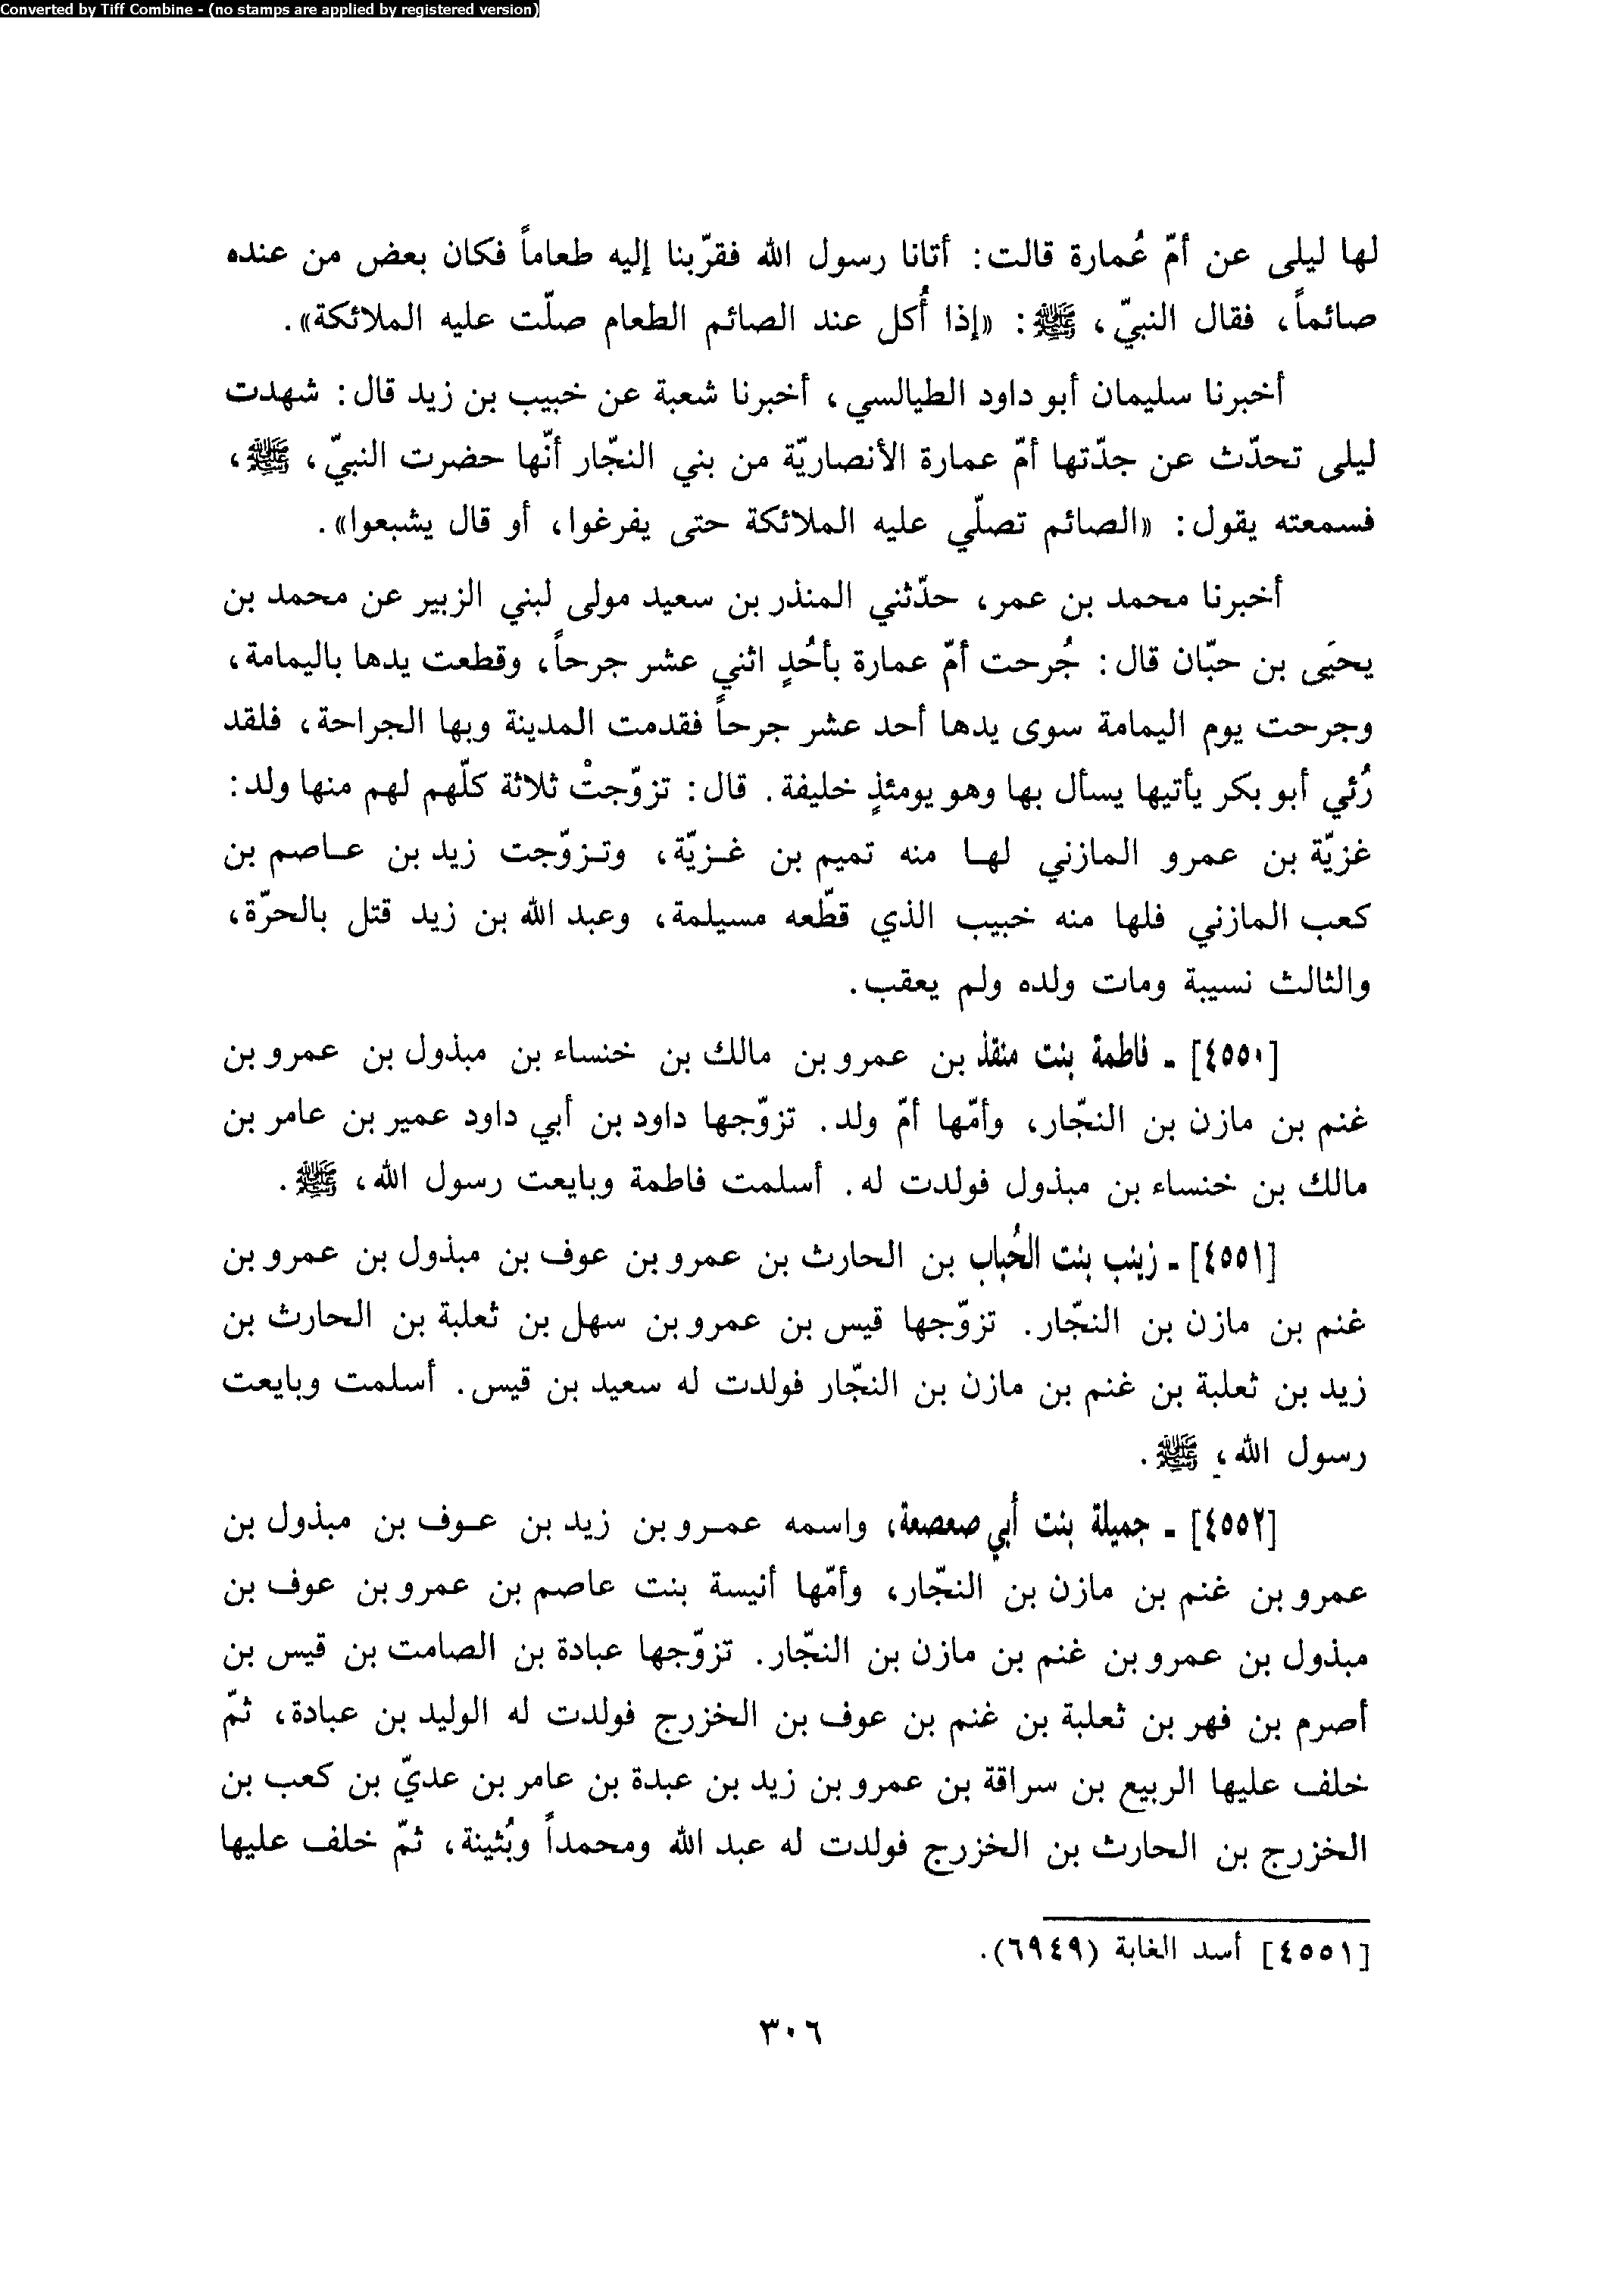 Converted by Tiff Combine - (no stamps are applied by registered version)
لها ليلى عن أمّ عُمارة قالت: أتانا رسول الله فقرّبنا إليه طعاماً فكان بعض من عنده
صائماً، فقال النبيّ، ﷺ: «إذا أُكل عند الصائم الطعام صلّت عليه الملائكة».
أخبرنا سليمان أبو داود الطيالسي، أخبرنا شعبة عن خبيب بن زيد قال: شهدت
ليلى تحدّث عن جدّتها أمّ عمارة الأنصاريّة من بني النجّار أنّها حضرت النبيّ، ﷺ،
فسمعته يقول: «الصائم تصلّي عليه الملائكة حتى يفرغوا، أو قال يشبعوا».
أخبرنا محمد بن عمر، حدّثني المنذر بن سعيد مولى لبني الزبير عن محمد بن
يحيَى بن حبّان قال: جُرحت أمّ عمارة بأحُدٍ اثني عشر جرحاً، وقطعت يدها باليمامة،
وجرحت يوم اليمامة سوى يدها أحد عشر جرحاً فقدمت المدينة وبها الجراحة، فلقد
رُئي أبو بكر يأتيها يسأل بها وهو يومئذٍ خليفة. قال: تزوّجتْ ثلاثة كلّهم لهم منها ولد:
غزيّة بن عمرو المازني لها منه تميم بن غزيّة، وتزوّجت زيد بن عاصم بن
كعب المازني فلها منه خبيب الذي قطّعه مسيلمة، وعبد الله بن زيد قتل بالحرّة،
والثالث نسيبة ومات ولده ولم يعقب.
[٤٥٥٠] ـ فاطمة بنت منقذ بن عمرو بن مالك بن خنساء بن مبذول بن عمرو بن
غنم بن مازن بن النجّار، وأمّها أمّ ولد. تزوّجها داود بن أبي داود عمير بن عامر بن
مالك بن خنساء بن مبذول فولدت له. أسلمت فاطمة وبايعت رسول الله، ﷺ.
[٤٥٥١] ـ زينب بنت الحُباب بن الحارث بن عمرو بن عوف بن مبذول بن عمرو بن
غنم بن مازن بن النجّار. تزوّجها قيس بن عمرو بن سهل بن ثعلبة بن الحارث بن
زيد بن ثعلبة بن غنم بن مازن بن النجّار فولدت له سعيد بن قيس. أسلمت وبايعت
رسول الله، ﷺ.
[٤٥٥٢] ـ جميلة بنت أبي صعصعة، واسمه عمرو بن زيد بن عوف بن مبذول بن
عمرو بن غنم بن مازن بن النجّار، وأمّها أنيسة بنت عاصم بن عمرو بن عوف بن
مبذول بن عمرو بن غنم بن مازن بن النجّار. تزوّجها عبادة بن الصامت بن قيس بن
أصرم بن فهر بن ثعلبة بن غنم بن عوف بن الخزرج فولدت له الوليد بن عبادة، ثمّ
خلف عليها الربيع بن سراقة بن عمرو بن زيد بن عبدة بن عامر بن عديّ بن كعب بن
الخزرج بن الحارث بن الخزرج فولدت له عبد الله ومحمداً وبُثينة، ثمّ خلف عليها
[٤٥٥١] أسد الغابة (٦٩٤٩).
٣٠٦